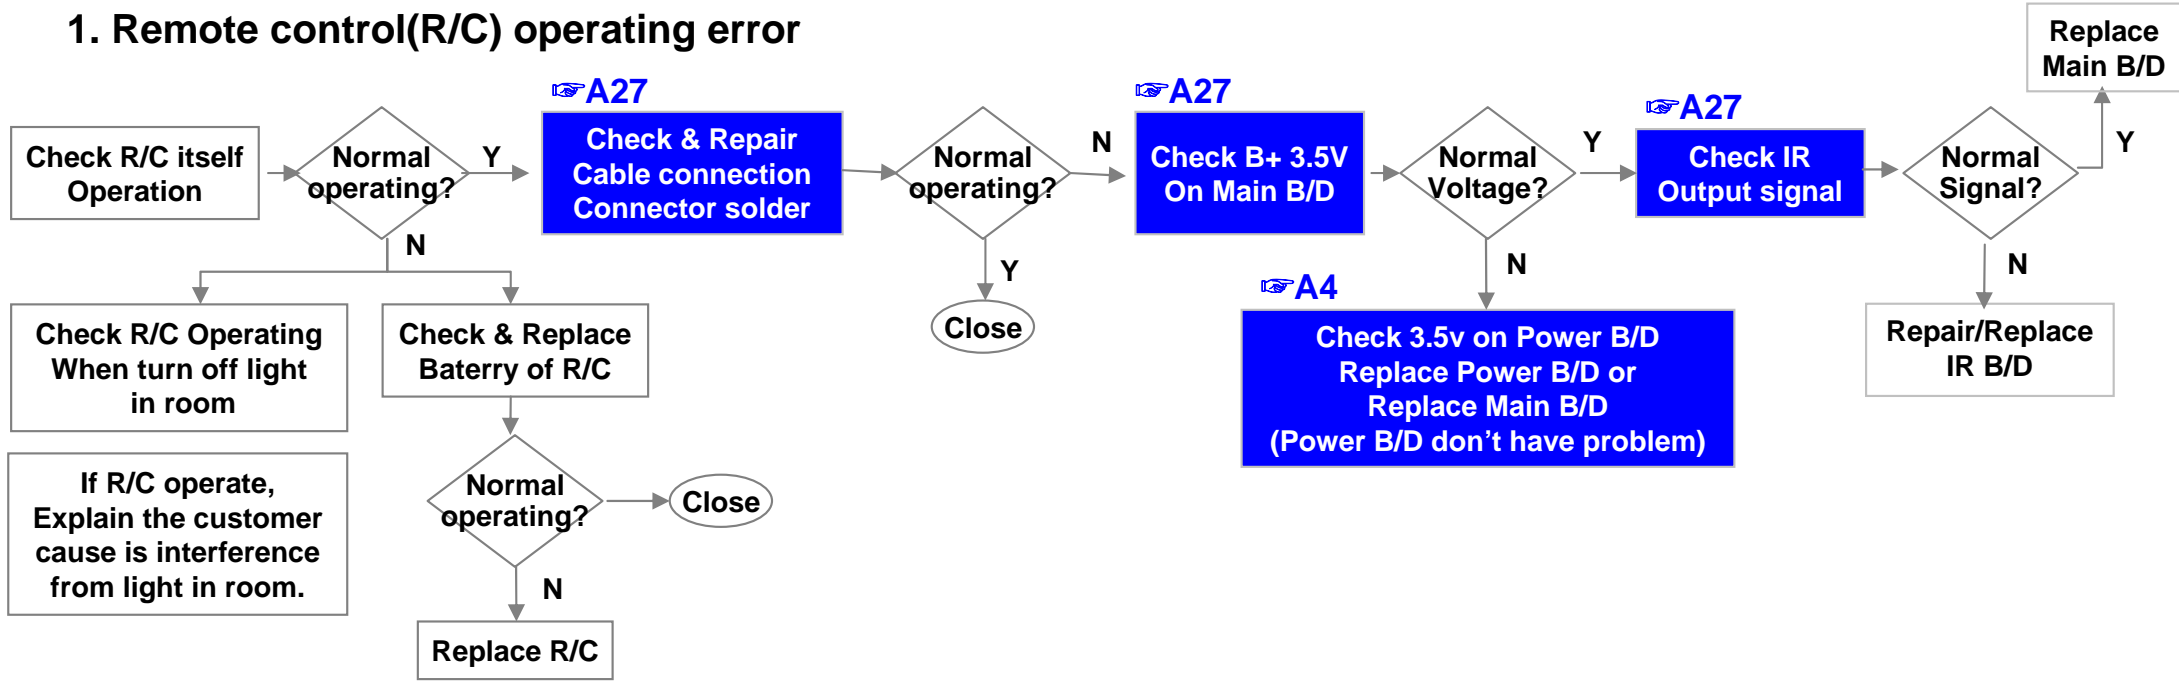 1. Remote control(R/C) operating error
Replace
Main B/D
☞A27
☞A27
☞A27
Check R/C itself
Operation
Normal
operating?
Y
Check & Repair
Cable connection
Connector solder
Normal
operating?
N
Check B+ 3.5V
On Main B/D
Normal
Voltage?
Y
Check IR
Output signal
Normal
Signal?
Y
N
Y
Close
N
N
☞A4
Check R/C Operating
When turn off light
in room
Check & Replace
Baterry of R/C
Check 3.5v on Power B/D
Replace Power B/D or
Replace Main B/D
(Power B/D don't have problem)
Repair/Replace
IR B/D
If R/C operate,
Explain the customer
cause is interference
from light in room.
Normal
operating?
Close
N
Replace R/C